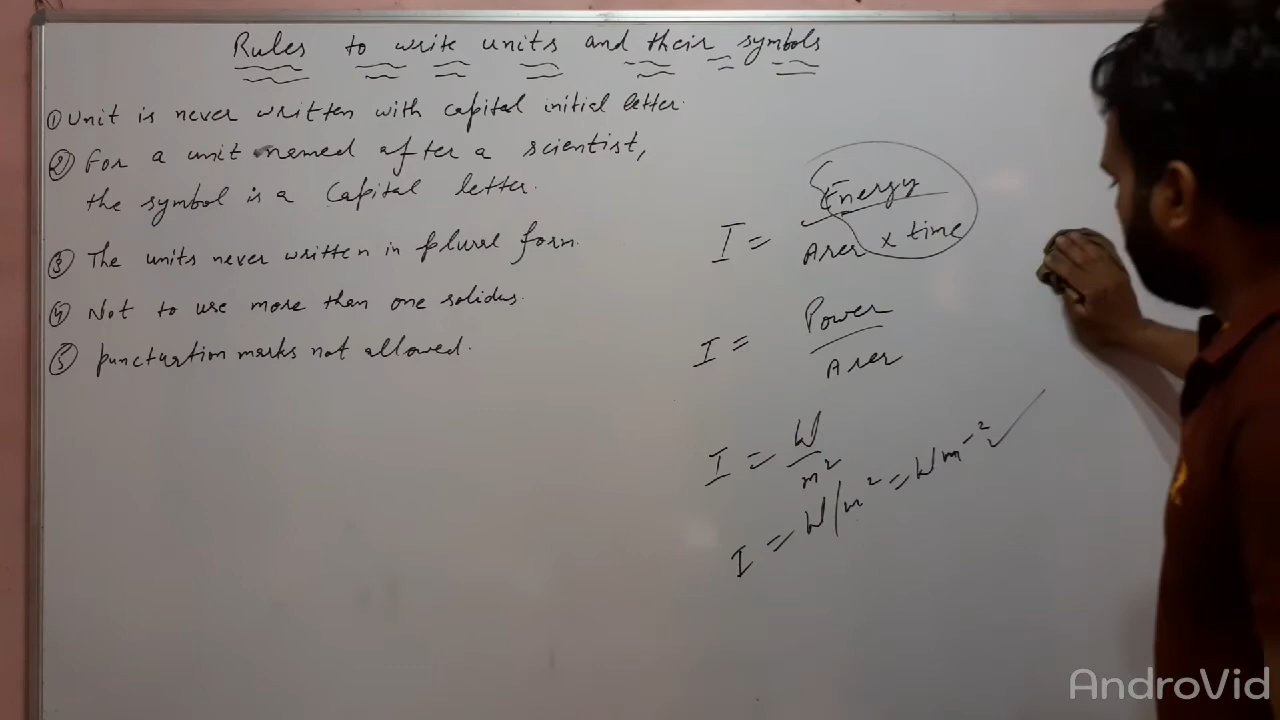 Rules to write units and their symbols
① Unit is never written with capital initial letter.
② For a unit named after a scientist,
the symbol is a Capital letter.
③ The units never written in plural form.
④ Not to use more than one solidus.
⑤ punctuation marks not allowed.
I = Energy
Area × time
I = Power
Area
I = W
m²
I = W/m² = Wm⁻² ✓
AndroVid